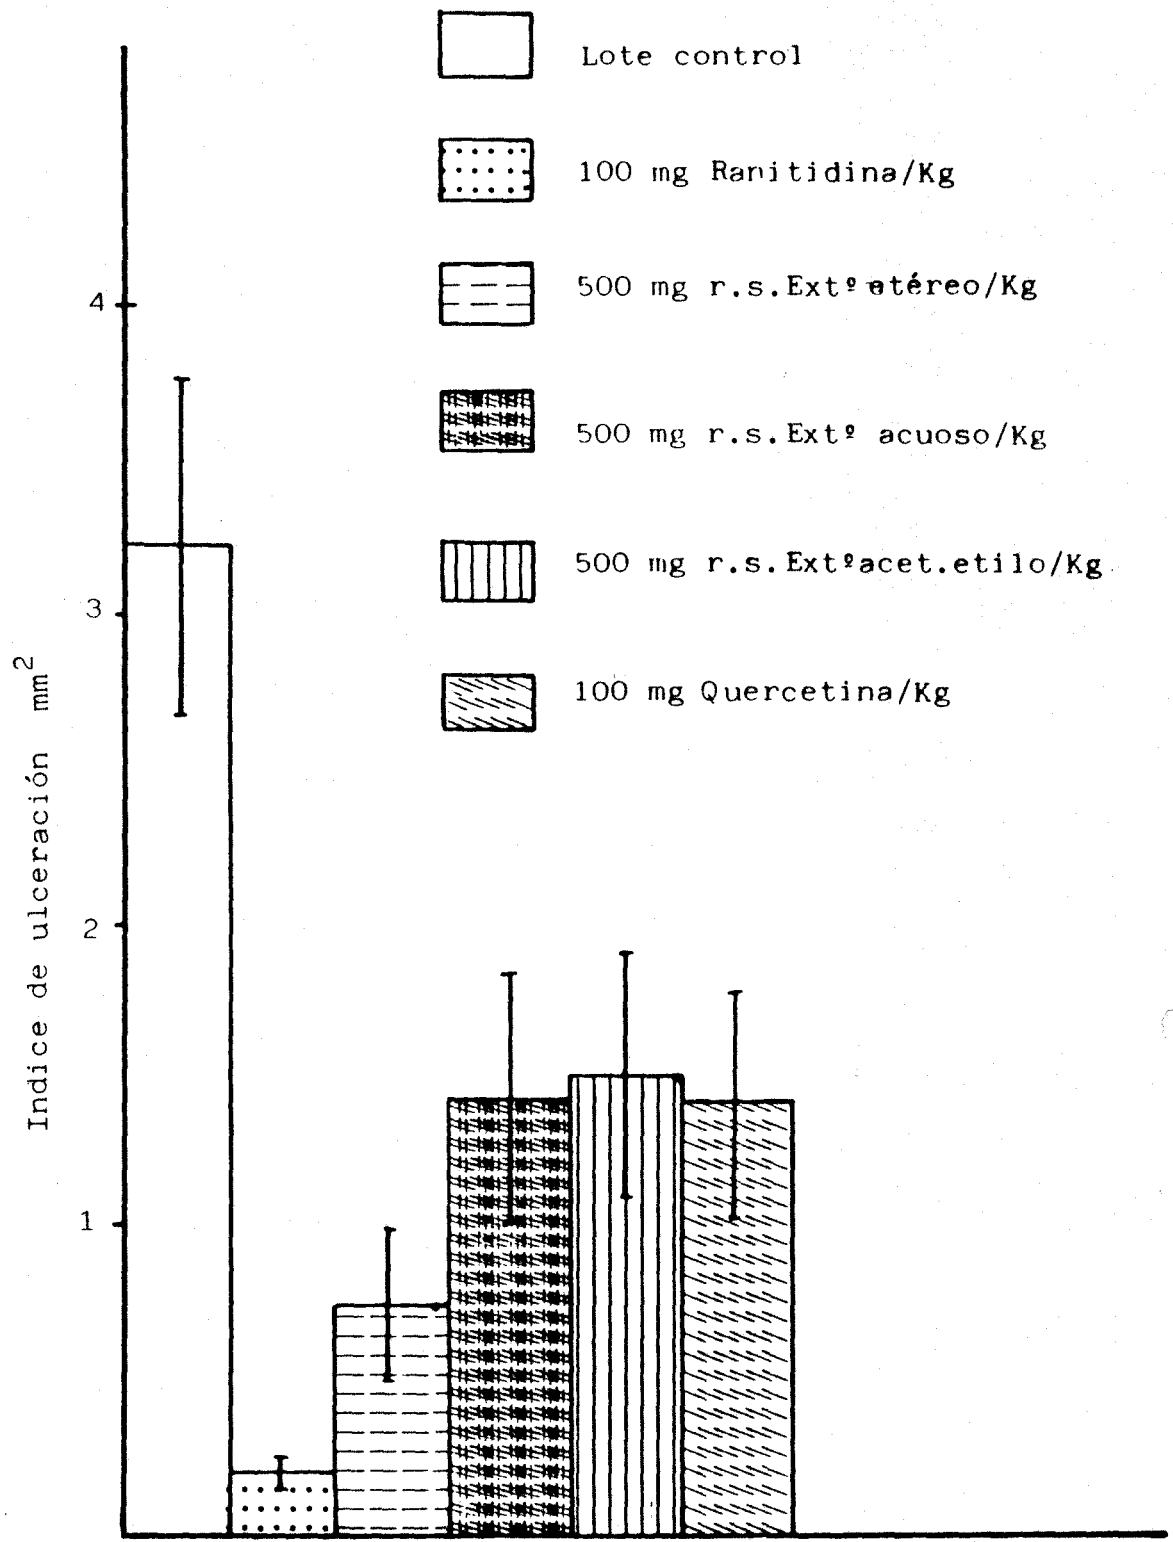 Lote control
100 mg Ranitidina/Kg
500 mg r.s.Extº etéreo/Kg
500 mg r.s.Extº acuoso/Kg
500 mg r.s.Extºacet.etilo/Kg
100 mg Quercetina/Kg
4
3
2
1
Indice de ulceración mm²